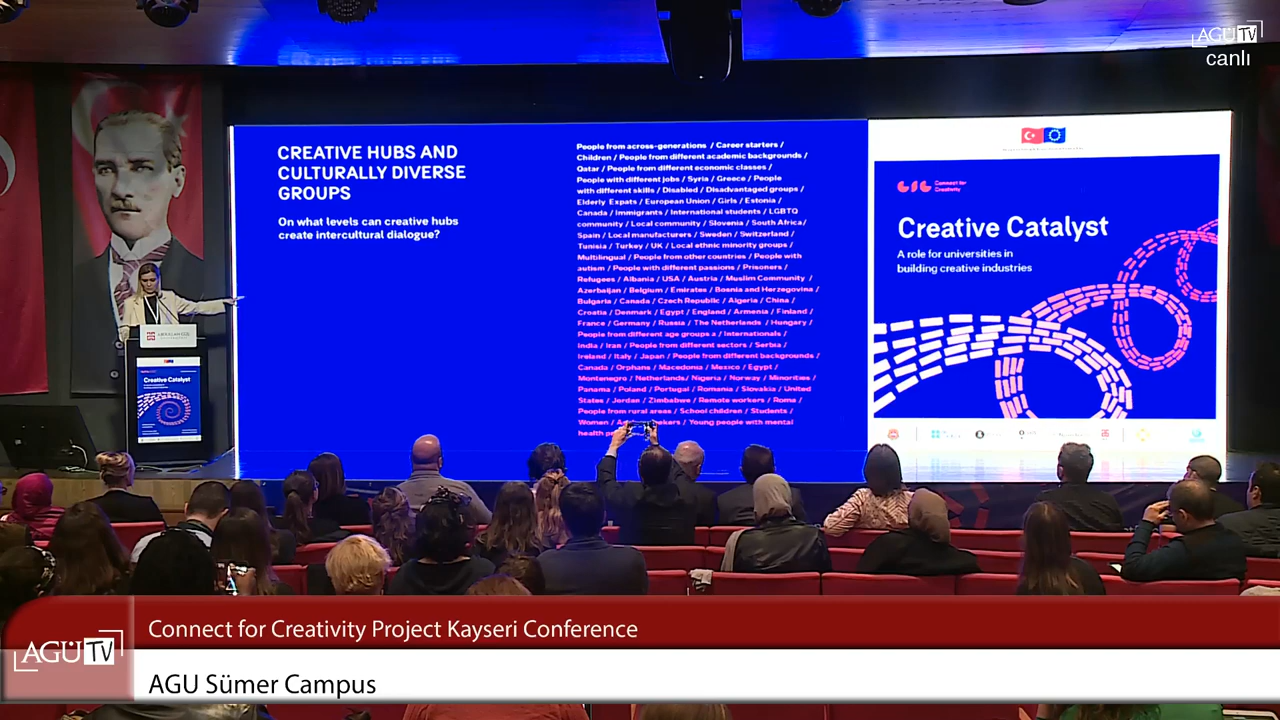 AGÜ TV
canlı
CREATIVE HUBS AND
CULTURALLY DIVERSE
GROUPS
On what levels can creative hubs
create intercultural dialogue?
People from across-generations / Career starters /
Children / People from different academic backgrounds /
Qatar / People from different economic classes /
People with different jobs / Syria / Greece / People
with different skills / Disabled / Disadvantaged groups /
Elderly Expats / European Union / Girls / Estonia /
Canada / Immigrants / International students / LGBTQ
community / Local community / Slovenia / South Africa/
Spain / Local manufacturers / Sweden / Switzerland /
Tunisia / Turkey / UK / Local ethnic minority groups /
Multilingual / People from other countries / People with
autism / People with different passions / Prisoners /
Refugees / Albania / USA / Austria / Muslim Community /
Azerbaijan / Belgium / Emirates / Bosnia and Herzegovina /
Bulgaria / Canada / Czech Republic / Algeria / China /
Croatia / Denmark / Egypt / England / Armenia / Finland /
France / Germany / Russia / The Netherlands / Hungary /
People from different age groups a / Internationals /
India / Iran / People from different sectors / Serbia /
Ireland / Italy / Japan / People from different backgrounds /
Canada / Orphans / Macedonia / Mexico / Egypt /
Montenegro / Netherlands/ Nigeria / Norway / Minorities /
Panama / Poland / Portugal / Romania / Slovakia / United
States / Jordan / Zimbabwe / Remote workers / Roma /
People from rural areas / School children / Students /
Women / / Young people with mental
health
Connect for
Creativity
Creative Catalyst
A role for universities in
building creative industries
Creative Catalyst
AGÜ TV
Connect for Creativity Project Kayseri Conference
AGU Sümer Campus